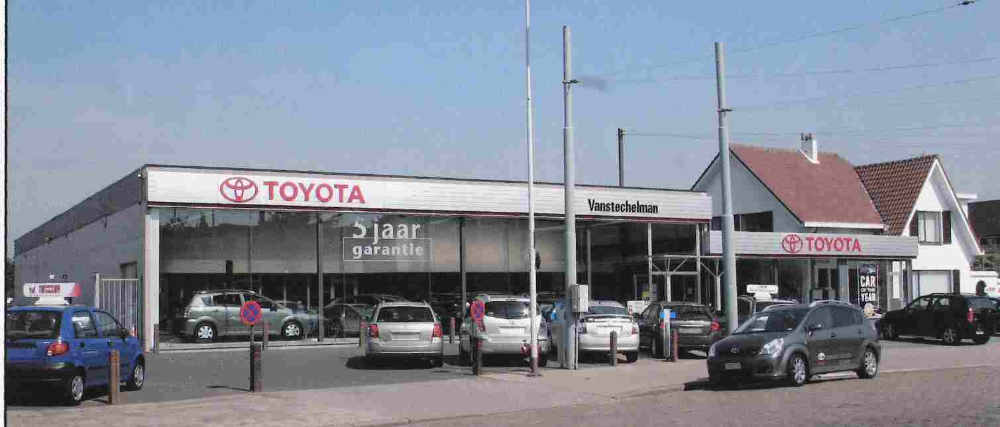 TOYOTA
Vanstechelman
5 jaar
garantie
TOYOTA
CAR
OF THE
YEAR